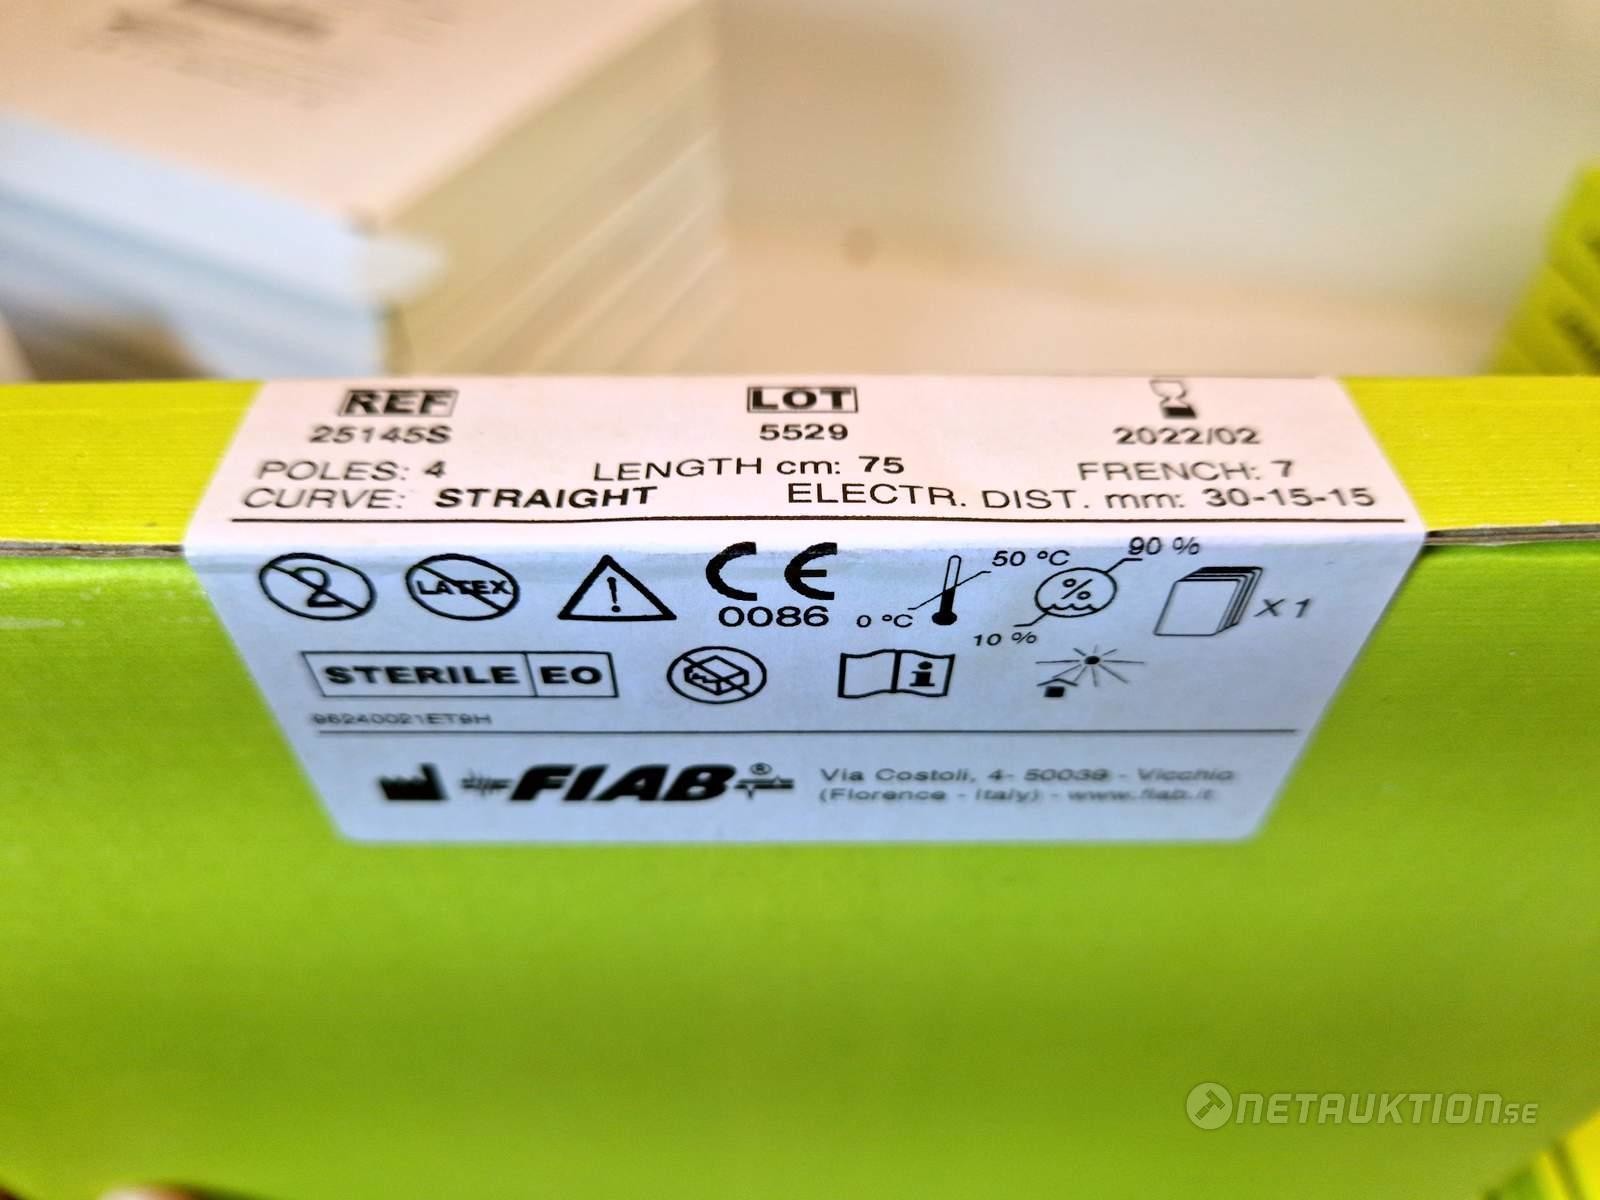 REF LOT
25145S 5529 2022/02
POLES: 4 LENGTH cm: 75 FRENCH: 7
CURVE: STRAIGHT ELECTR. DIST. mm: 30-15-15
2 LATEX ! CE 0086 0 °C 50 °C 10 % % 90 % X 1
STERILE EO i
96240021ET9H
FIAB® Via Costoli, 4- 50039 - Vicchio
(Florence - Italy) - www.fiab.it
NETAUKTION.SE